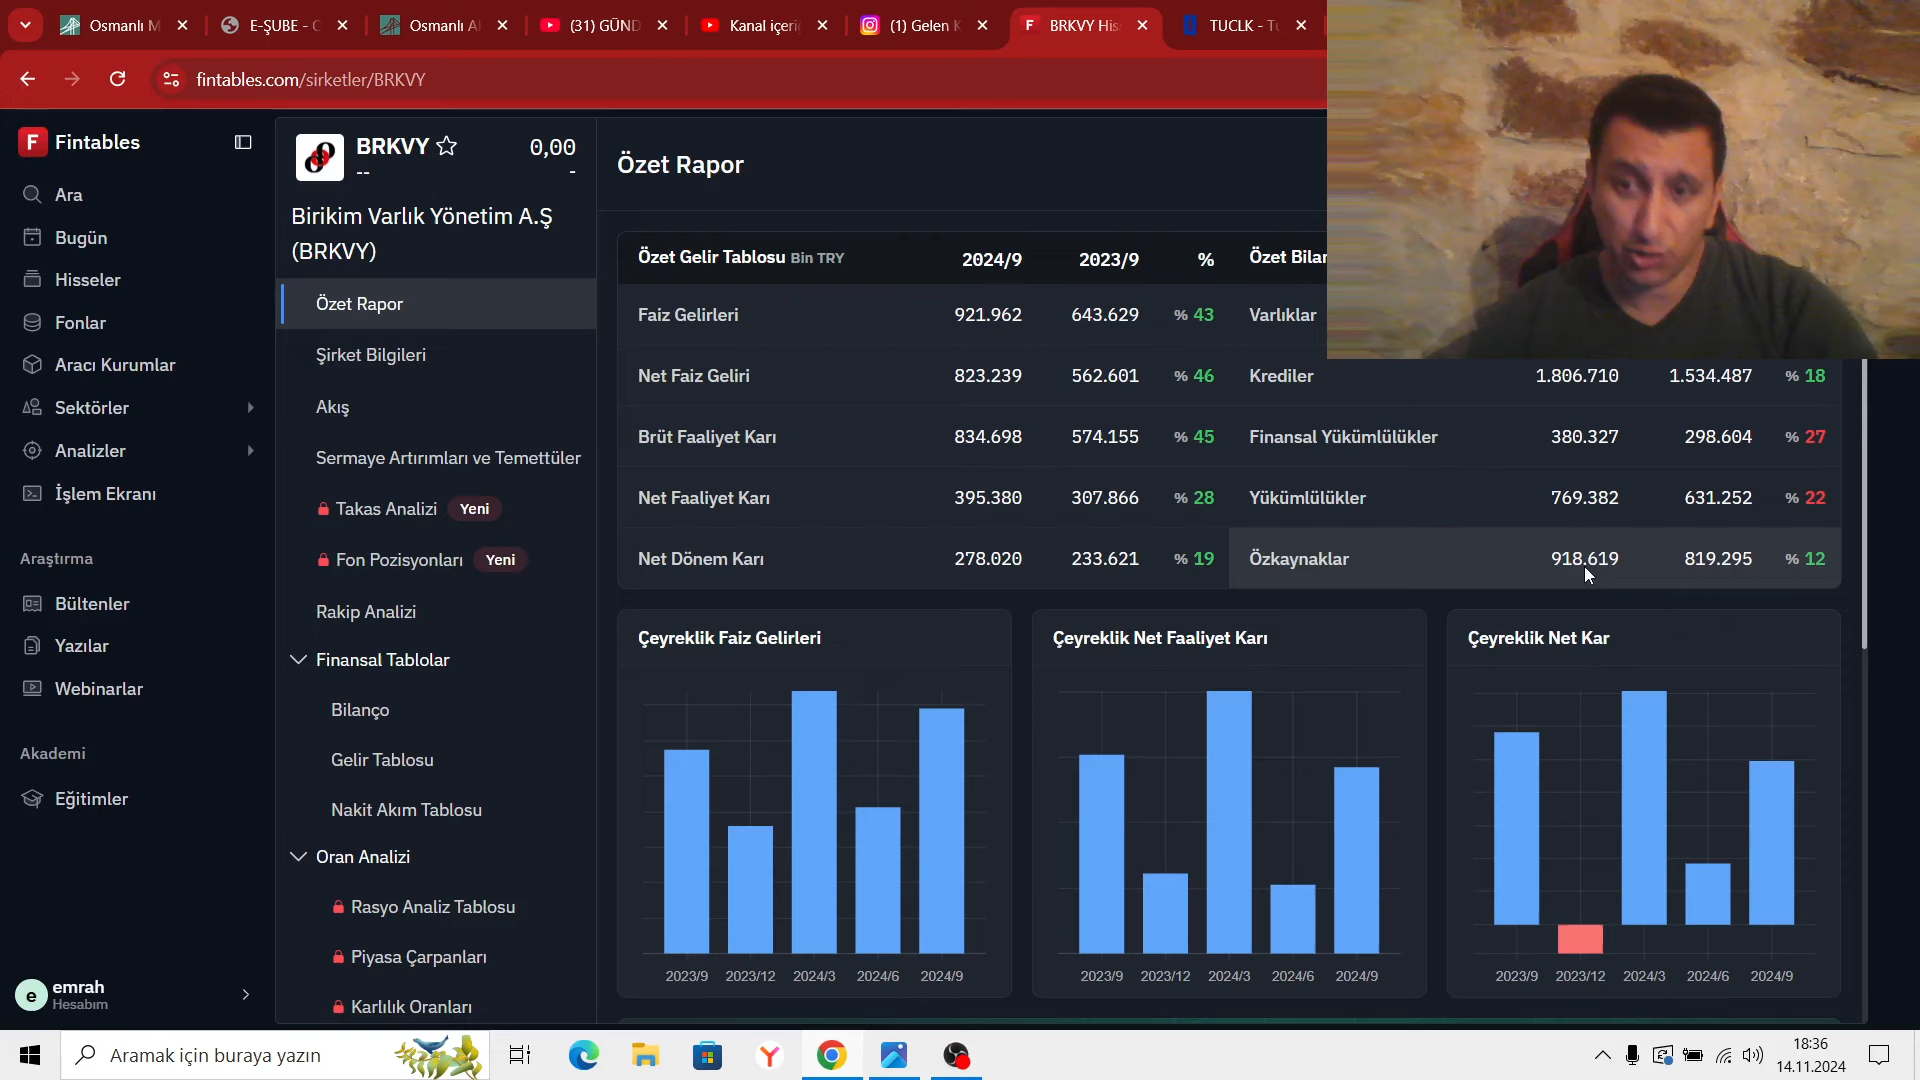 Osmanlı M
E-ŞUBE - O
Osmanlı A
(31) GÜND
Kanal içeri
(1) Gelen K
F BRKVY His
TUCLK - T
fintables.com/sirketler/BRKVY
F Fintables
Ara
Bugün
Hisseler
Fonlar
Aracı Kurumlar
Sektörler
Analizler
İşlem Ekranı
Araştırma
Bültenler
Yazılar
Webinarlar
Akademi
Eğitimler
e emrah
Hesabım
BRKVY 0,00
-- -
Birikim Varlık Yönetim A.Ş
(BRKVY)
Özet Rapor
Şirket Bilgileri
Akış
Sermaye Artırımları ve Temettüler
Takas Analizi Yeni
Fon Pozisyonları Yeni
Rakip Analizi
Finansal Tablolar
Bilanço
Gelir Tablosu
Nakit Akım Tablosu
Oran Analizi
Rasyo Analiz Tablosu
Piyasa Çarpanları
Karlılık Oranları
Özet Rapor
Özet Gelir Tablosu Bin TRY 2024/9 2023/9 %
Faiz Gelirleri 921.962 643.629 % 43
Net Faiz Geliri 823.239 562.601 % 46
Brüt Faaliyet Karı 834.698 574.155 % 45
Net Faaliyet Karı 395.380 307.866 % 28
Net Dönem Karı 278.020 233.621 % 19
Özet Bilan
Varlıklar
Krediler 1.806.710 1.534.487 % 18
Finansal Yükümlülükler 380.327 298.604 % 27
Yükümlülükler 769.382 631.252 % 22
Özkaynaklar 918.619 819.295 % 12
Çeyreklik Faiz Gelirleri
2023/9 2023/12 2024/3 2024/6 2024/9
Çeyreklik Net Faaliyet Karı
2023/9 2023/12 2024/3 2024/6 2024/9
Çeyreklik Net Kar
2023/9 2023/12 2024/3 2024/6 2024/9
Aramak için buraya yazın
18:36
14.11.2024